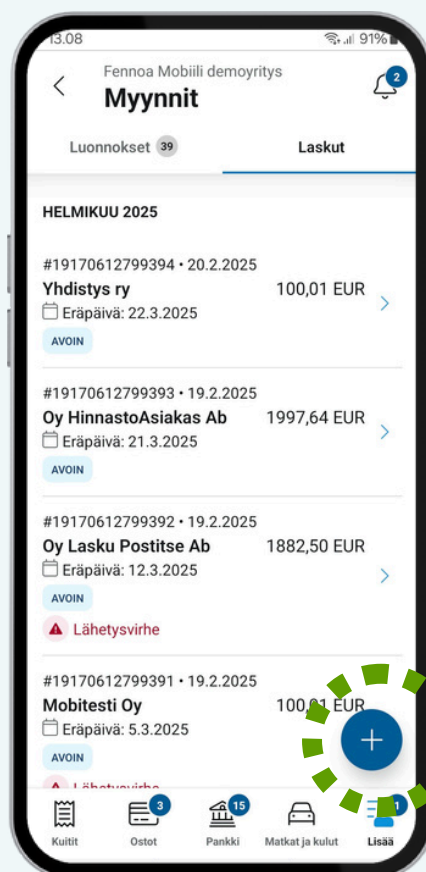 13.08 91%
Fennoa Mobiili demoyritys
Myynnit
2
Luonnokset 39 Laskut
HELMIKUU 2025
#19170612799394 • 20.2.2025
Yhdistys ry 100,01 EUR
Eräpäivä: 22.3.2025
AVOIN
#19170612799393 • 19.2.2025
Oy HinnastoAsiakas Ab 1997,64 EUR
Eräpäivä: 21.3.2025
AVOIN
#19170612799392 • 19.2.2025
Oy Lasku Postitse Ab 1882,50 EUR
Eräpäivä: 12.3.2025
AVOIN
Lähetysvirhe
#19170612799391 • 19.2.2025
Mobitesti Oy 100,01 EUR
Eräpäivä: 5.3.2025
AVOIN
Lähetysvirhe
3 15 1
Kuitit Ostot Pankki Matkat ja kulut Lisää